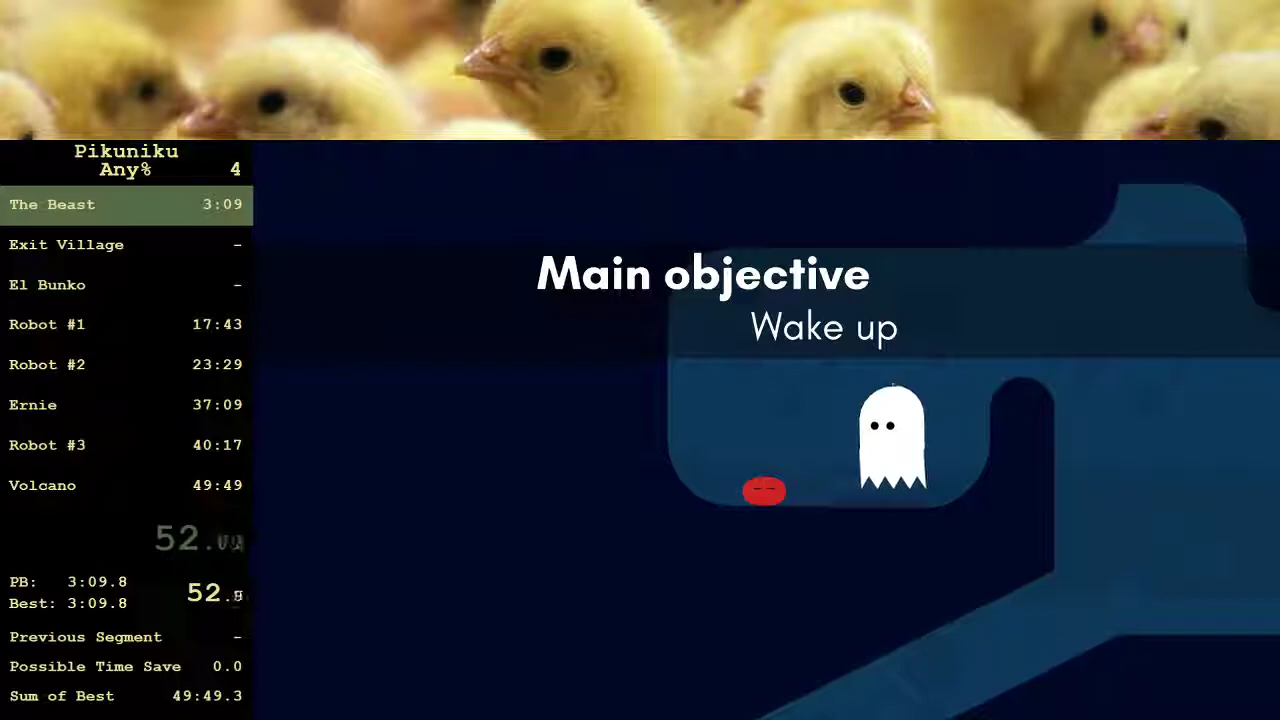 Pikuniku
Any% 4
The Beast 3:09
Exit Village -
El Bunko -
Robot #1 17:43
Robot #2 23:29
Ernie 37:09
Robot #3 40:17
Volcano 49:49
52.
PB: 3:09.8
Best: 3:09.8
52.
Previous Segment -
Possible Time Save 0.0
Sum of Best 49:49.3
Main objective
Wake up